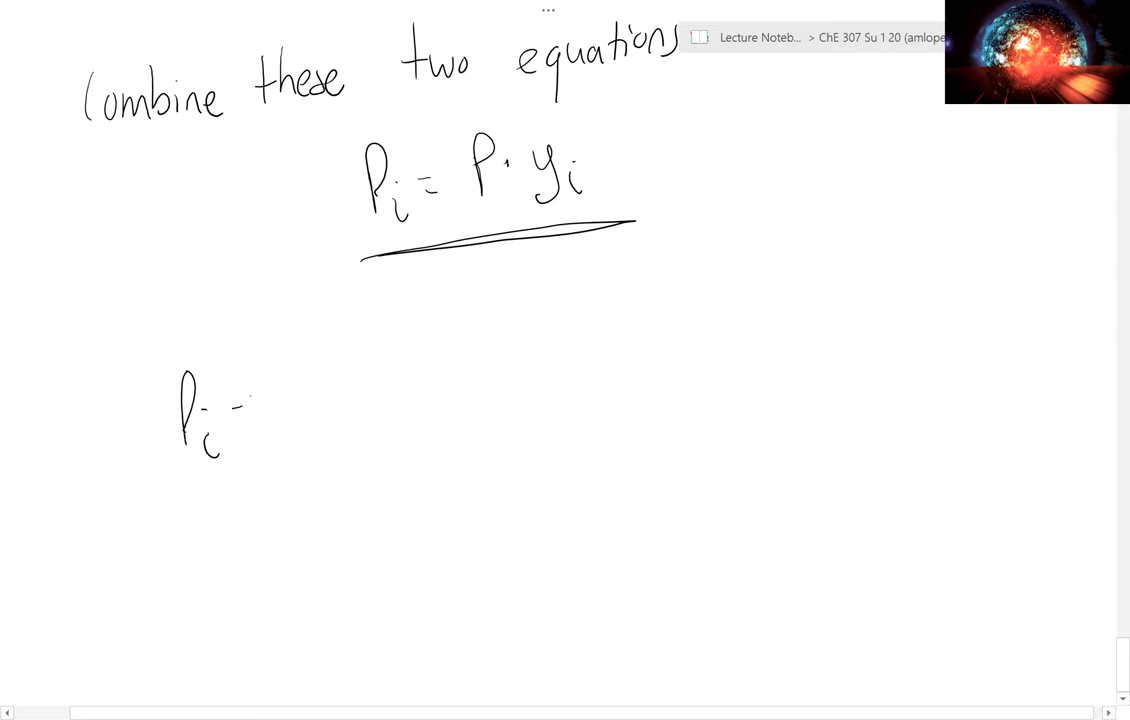 Combine these two equations
Lecture Noteb... > ChE 307 Su 1 20 (amlope
Pi = P · yi
Pi -